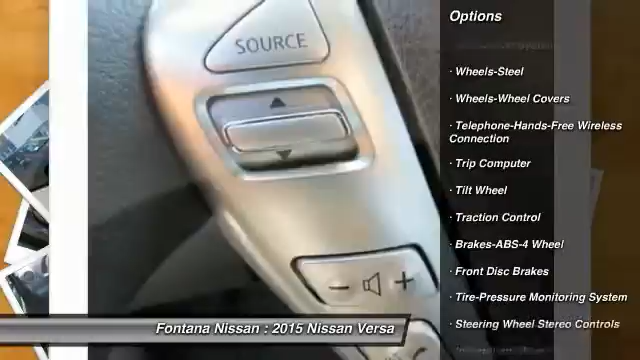 Options
SOURCE
· Wheels-Steel
· Wheels-Wheel Covers
· Telephone-Hands-Free Wireless
Connection
· Trip Computer
· Tilt Wheel
· Traction Control
· Brakes-ABS-4 Wheel
· Front Disc Brakes
· Tire-Pressure Monitoring System
· Steering Wheel Stereo Controls
− +
Fontana Nissan : 2015 Nissan Versa